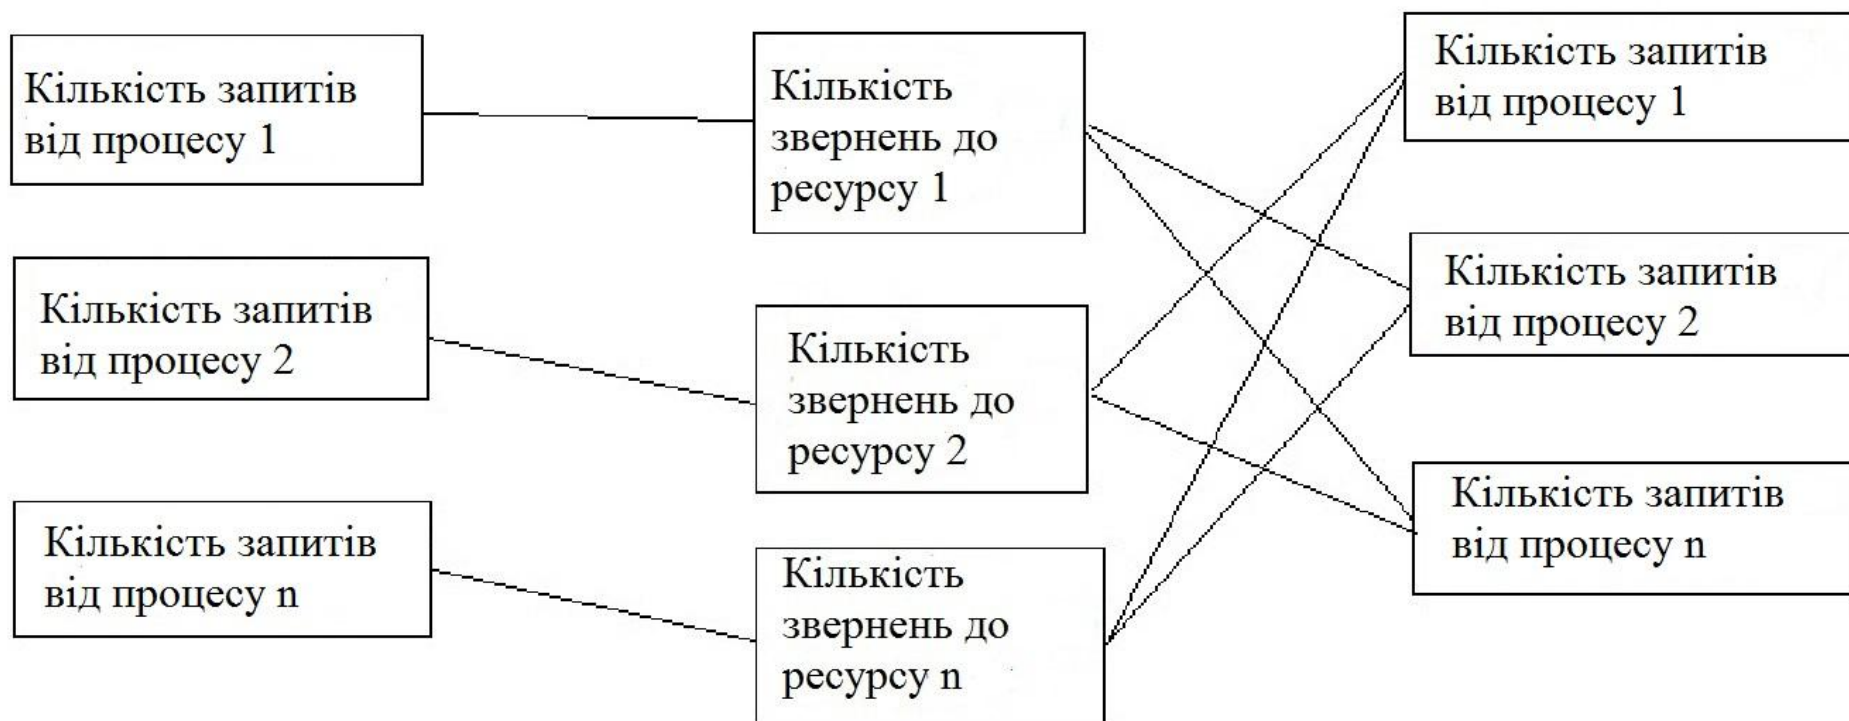 Кількість запитів
від процесу 1
Кількість запитів
від процесу 2
Кількість запитів
від процесу n
Кількість
звернень до
ресурсу 1
Кількість
звернень до
ресурсу 2
Кількість
звернень до
ресурсу n
Кількість запитів
від процесу 1
Кількість запитів
від процесу 2
Кількість запитів
від процесу n